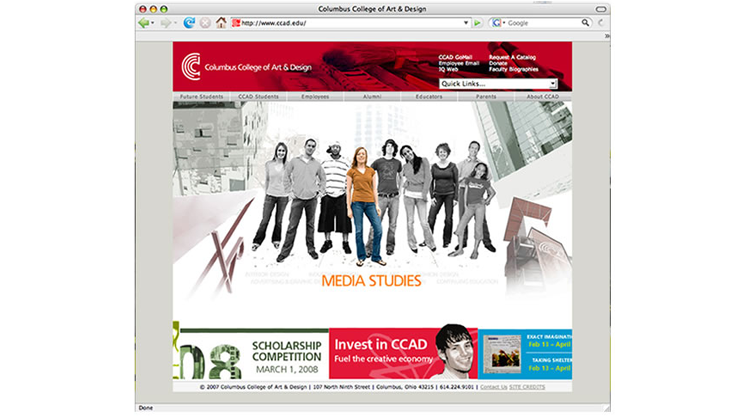 Columbus College of Art & Design
http://www.ccad.edu/
Google
Columbus College of Art & Design
CCAD GoMail
Request A Catalog
Employee Email
Donate
IQ Web
Faculty Biographies
Quick Links...
Future Students
CCAD Students
Employees
Alumni
Educators
Parents
About CCAD
MEDIA STUDIES
08
SCHOLARSHIP
COMPETITION
MARCH 1, 2008
Invest in CCAD
Fuel the creative economy
EXACT IMAGINATI
Feb 13 – April
TAKING SHELTER
Feb 13 – April
© 2007 Columbus College of Art & Design | 107 North Ninth Street | Columbus, Ohio 43215 | 614.224.9101 | Contact Us SITE CREDITS
Done